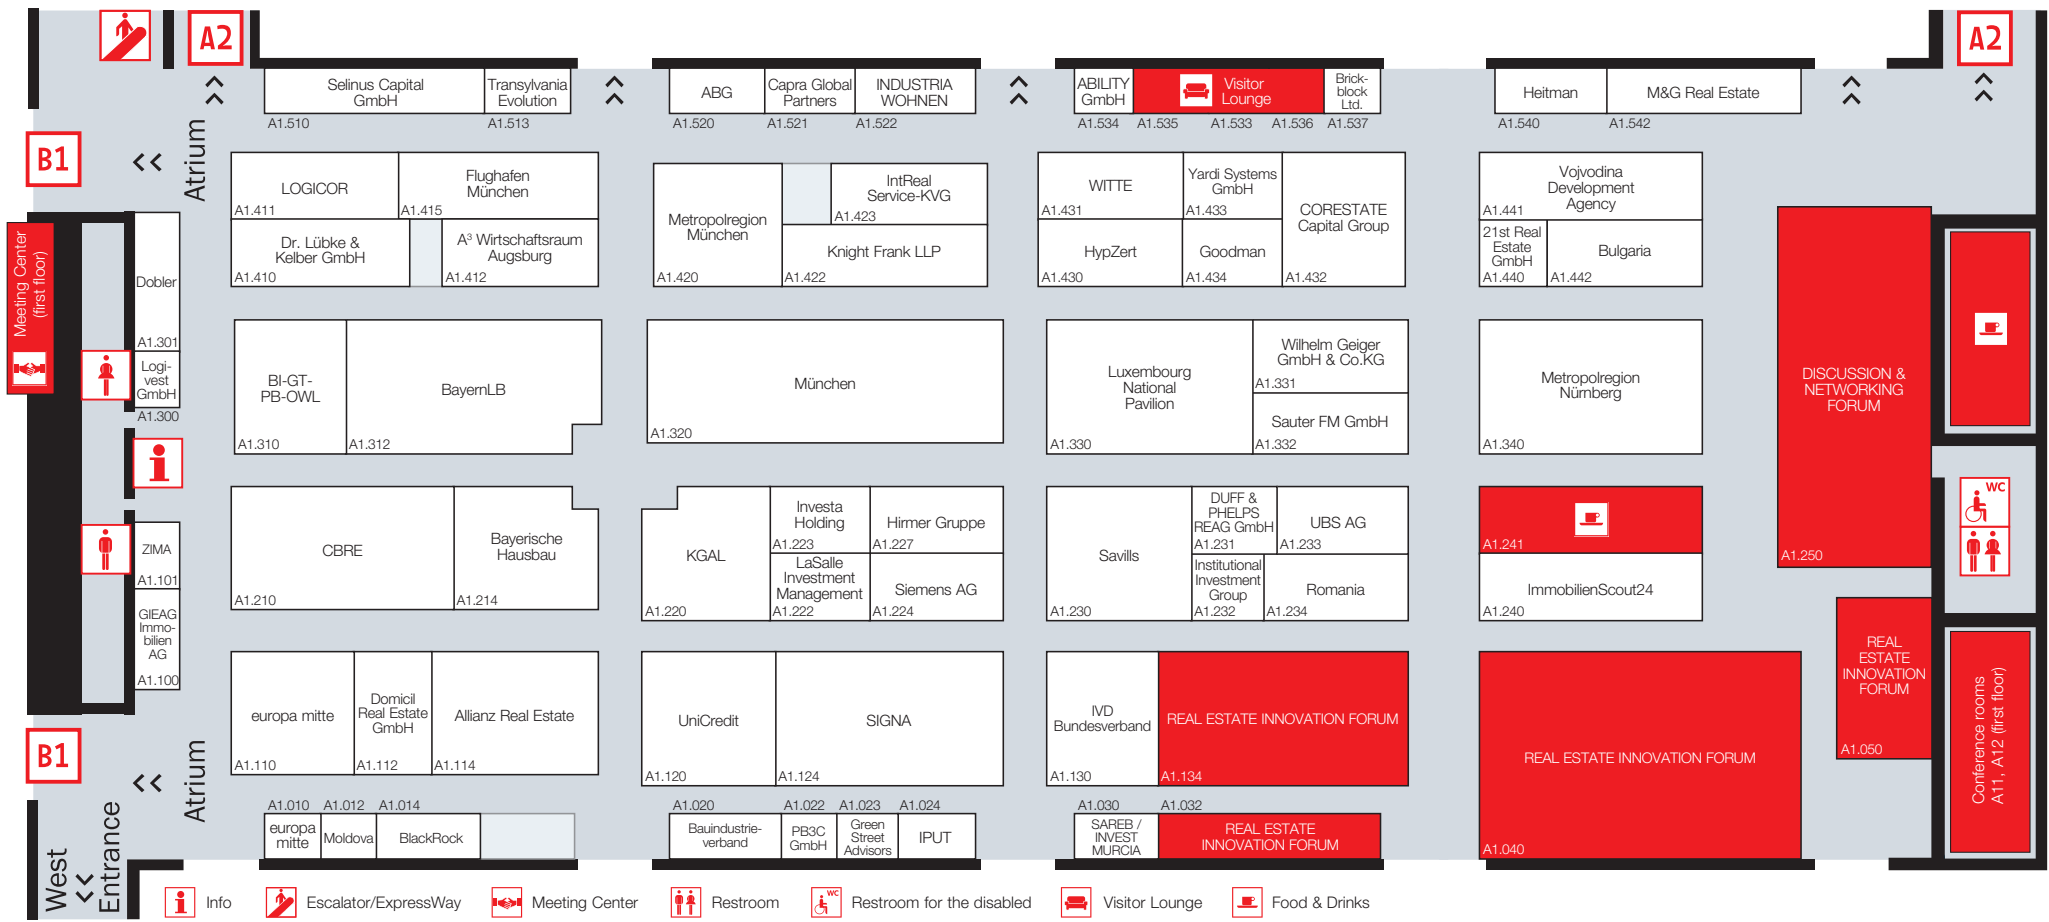 A2
A2
Selinus Capital
GmbH
A1.510
Transylvania
Evolution
A1.513
ABG
A1.520
Capra Global
Partners
A1.521
INDUSTRIA
WOHNEN
A1.522
ABILITY
GmbH
A1.534
Visitor
Lounge
A1.535
A1.533
A1.536
Brick-
block
Ltd.
A1.537
Heitman
A1.540
M&G Real Estate
A1.542
B1
Atrium
LOGICOR
A1.411
Flughafen
München
A1.415
Dr. Lübke &
Kelber GmbH
A1.410
A³ Wirtschaftsraum
Augsburg
A1.412
Metropolregion
München
A1.420
IntReal
Service-KVG
A1.423
Knight Frank LLP
A1.422
WITTE
A1.431
Yardi Systems
GmbH
A1.433
CORESTATE
Capital Group
A1.432
HypZert
A1.430
Goodman
A1.434
Vojvodina
Development
Agency
A1.441
21st Real
Estate
GmbH
A1.440
Bulgaria
A1.442
Meeting Center
(first floor)
Dobler
A1.301
Logi-
vest
GmbH
A1.300
BI-GT-
PB-OWL
A1.310
BayernLB
A1.312
München
A1.320
Luxembourg
National
Pavilion
A1.330
Wilhelm Geiger
GmbH & Co.KG
A1.331
Sauter FM GmbH
A1.332
Metropolregion
Nürnberg
A1.340
DISCUSSION &
NETWORKING
FORUM
A1.250
ZIMA
A1.101
GIEAG
Immo-
bilien
AG
A1.100
CBRE
A1.210
Bayerische
Hausbau
A1.214
KGAL
A1.220
Investa
Holding
A1.223
Hirmer Gruppe
A1.227
LaSalle
Investment
Management
A1.222
Siemens AG
A1.224
Savills
A1.230
DUFF &
PHELPS
REAG GmbH
A1.231
UBS AG
A1.233
Institutional
Investment
Group
A1.232
Romania
A1.234
A1.241
ImmobilienScout24
A1.240
WC
REAL
ESTATE
INNOVATION
FORUM
A1.050
Conference rooms
A11, A12 (first floor)
B1
Atrium
West
Entrance
europa mitte
A1.110
Domicil
Real Estate
GmbH
A1.112
Allianz Real Estate
A1.114
UniCredit
A1.120
SIGNA
A1.124
IVD
Bundesverband
A1.130
REAL ESTATE INNOVATION FORUM
A1.134
REAL ESTATE INNOVATION FORUM
A1.040
A1.010
europa
mitte
A1.012
Moldova
A1.014
BlackRock
A1.020
Bauindustrie-
verband
A1.022
PB3C
GmbH
A1.023
Green
Street
Advisors
A1.024
IPUT
A1.030
SAREB /
INVEST
MURCIA
A1.032
REAL ESTATE
INNOVATION FORUM
Info
Escalator/ExpressWay
Meeting Center
Restroom
WC
Restroom for the disabled
Visitor Lounge
Food & Drinks